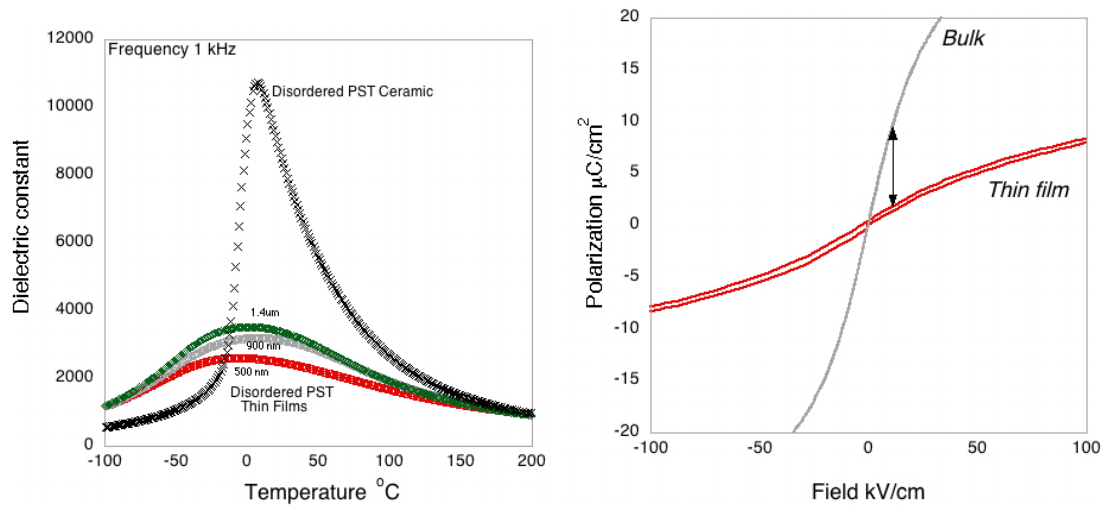 12000
Frequency 1 kHz
10000
8000
6000
4000
2000
0
Dielectric constant
Disordered PST Ceramic
1.4um
900 nm
500 nm
Disordered PST
Thin Films
-100
-50
0
50
100
150
200
Temperature °C
20
15
10
5
0
-5
-10
-15
-20
Polarization µC/cm²
Bulk
Thin film
-100
-50
0
50
100
Field kV/cm